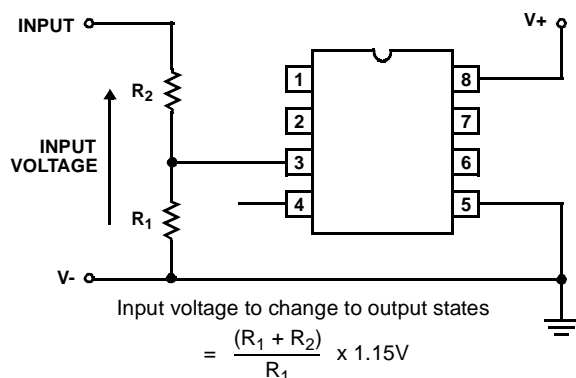 INPUT
V+
R2
INPUT
VOLTAGE
R1
V-
1
2
3
4
8
7
6
5
Input voltage to change to output states
= (R1 + R2)
R1
x 1.15V